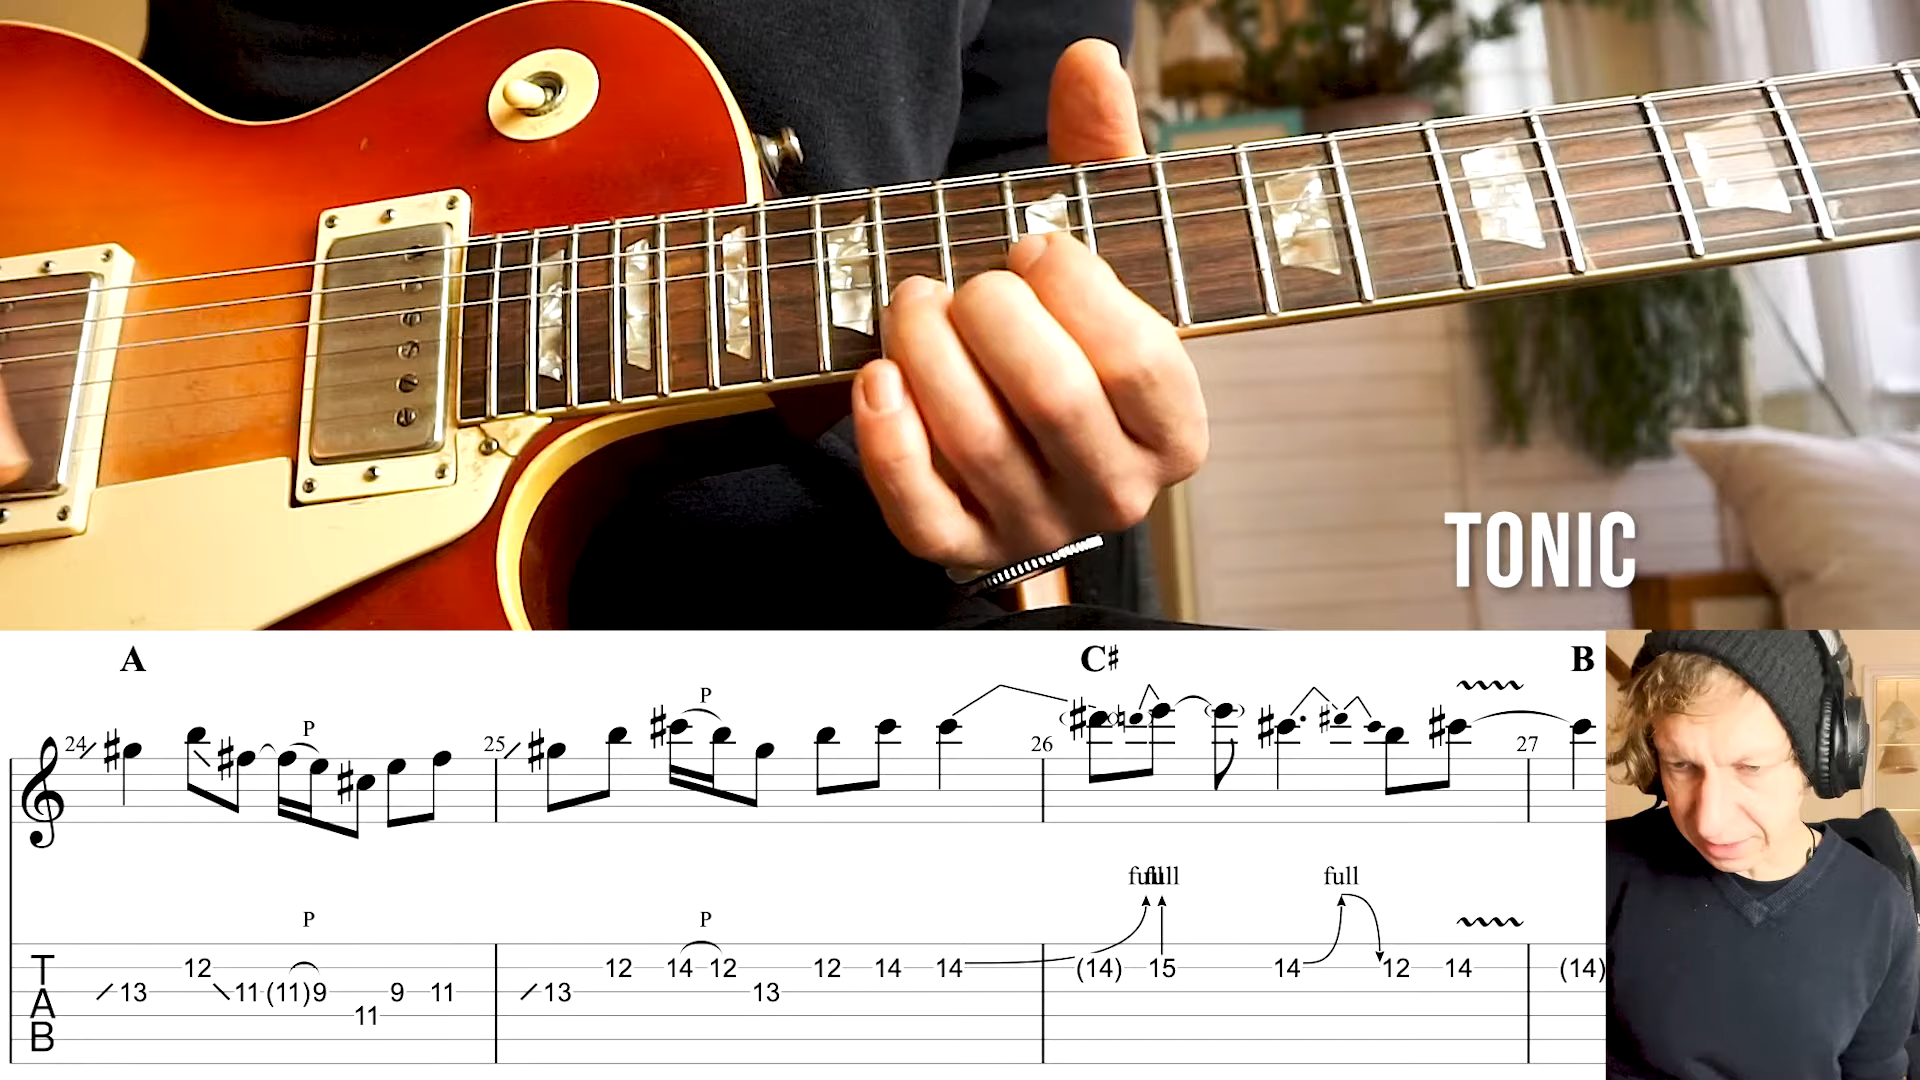 TONIC
A C♯ B
24 P 25 P 26 27
full full full
P P
T 12 14 12 12 14 14 (14) 15 14 12 14 (14)
A 13 11 (11) 9 9 11 13 13
11
B